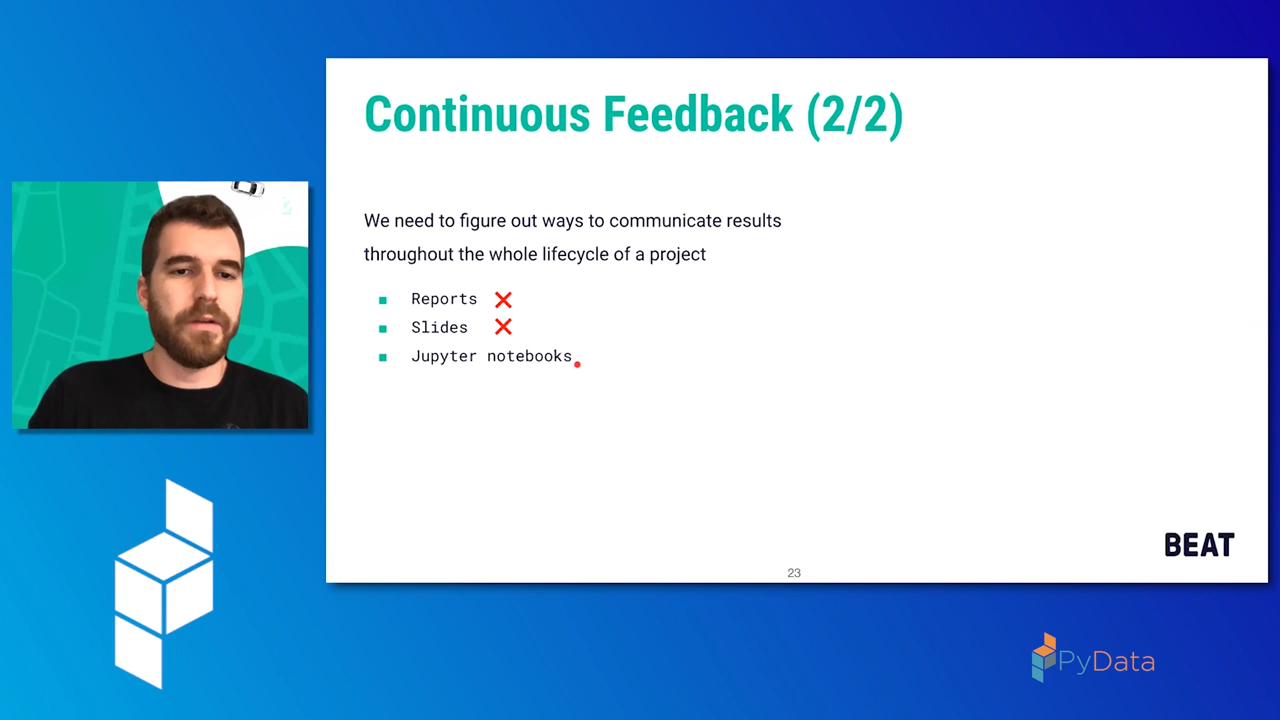 Continuous Feedback (2/2)
We need to figure out ways to communicate results
throughout the whole lifecycle of a project
Reports ❌
Slides ❌
Jupyter notebooks
BEAT
23
PyData